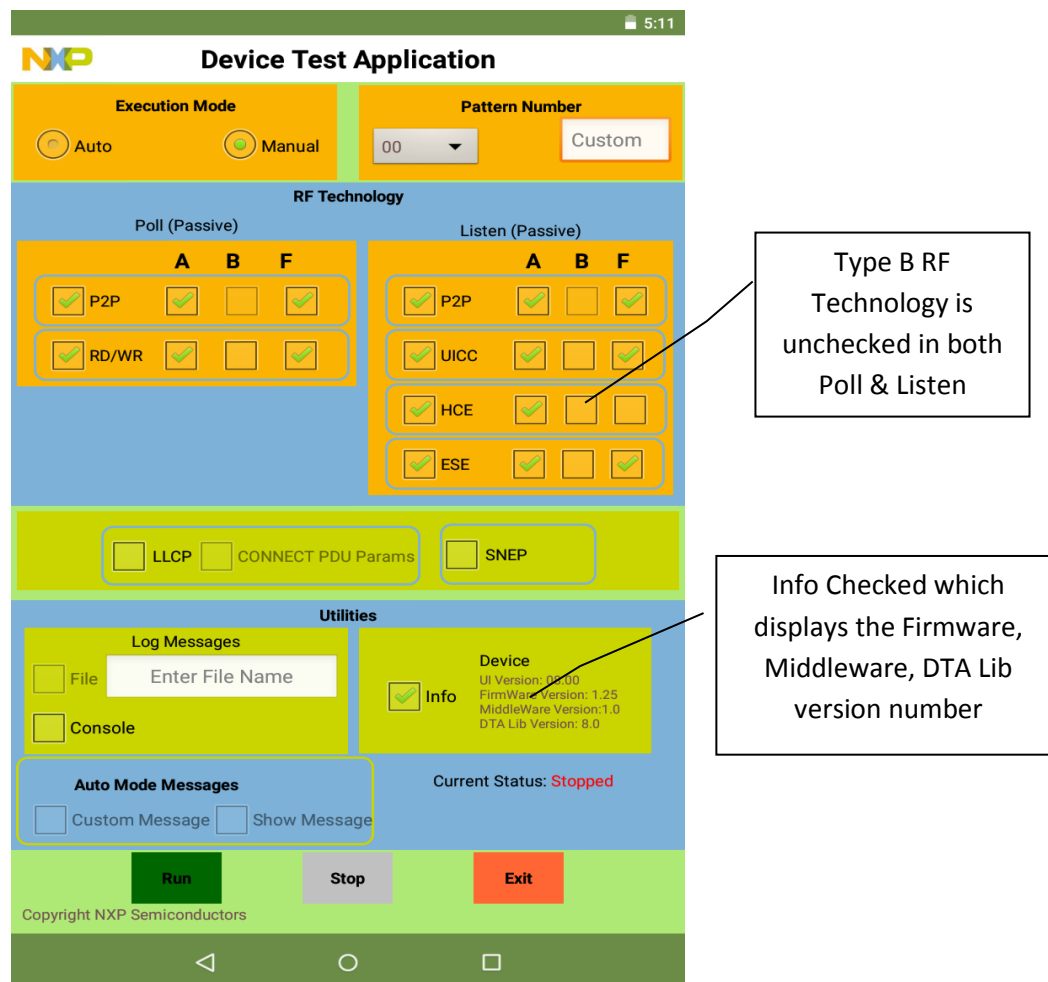 5:11
NXP
Device Test Application
Execution Mode
Auto
Manual
Pattern Number
00
Custom
RF Technology
Poll (Passive)
A B F
P2P
RD/WR
Listen (Passive)
A B F
P2P
UICC
HCE
ESE
Type B RF
Technology is
unchecked in both
Poll & Listen
LLCP
CONNECT PDU Params
SNEP
Utilities
Log Messages
File
Enter File Name
Console
Info
Device
UI Version: 08.00
FirmWare Version: 1.25
MiddleWare Version:1.0
DTA Lib Version: 8.0
Info Checked which
displays the Firmware,
Middleware, DTA Lib
version number
Auto Mode Messages
Custom Message
Show Message
Current Status: Stopped
Run
Stop
Exit
Copyright NXP Semiconductors